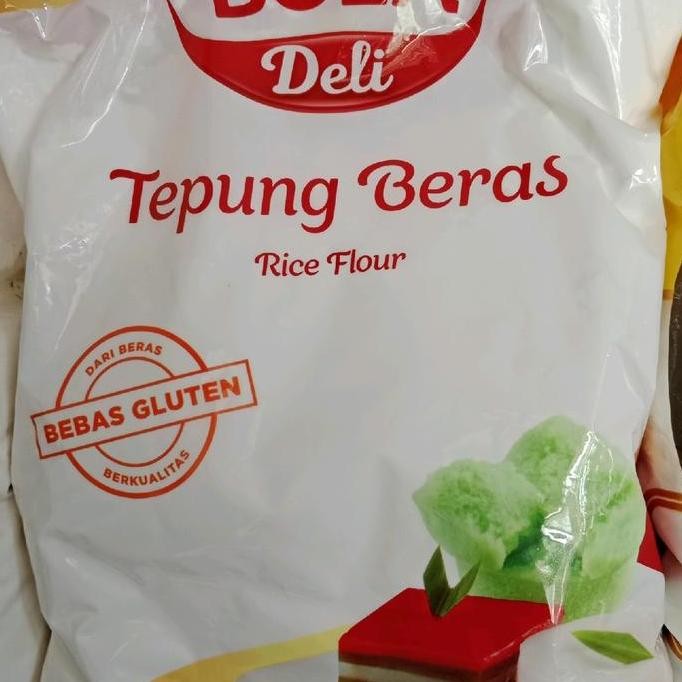 Deli
Tepung Beras
Rice Flour
DARI BERAS
BEBAS GLUTEN
BERKUALITAS